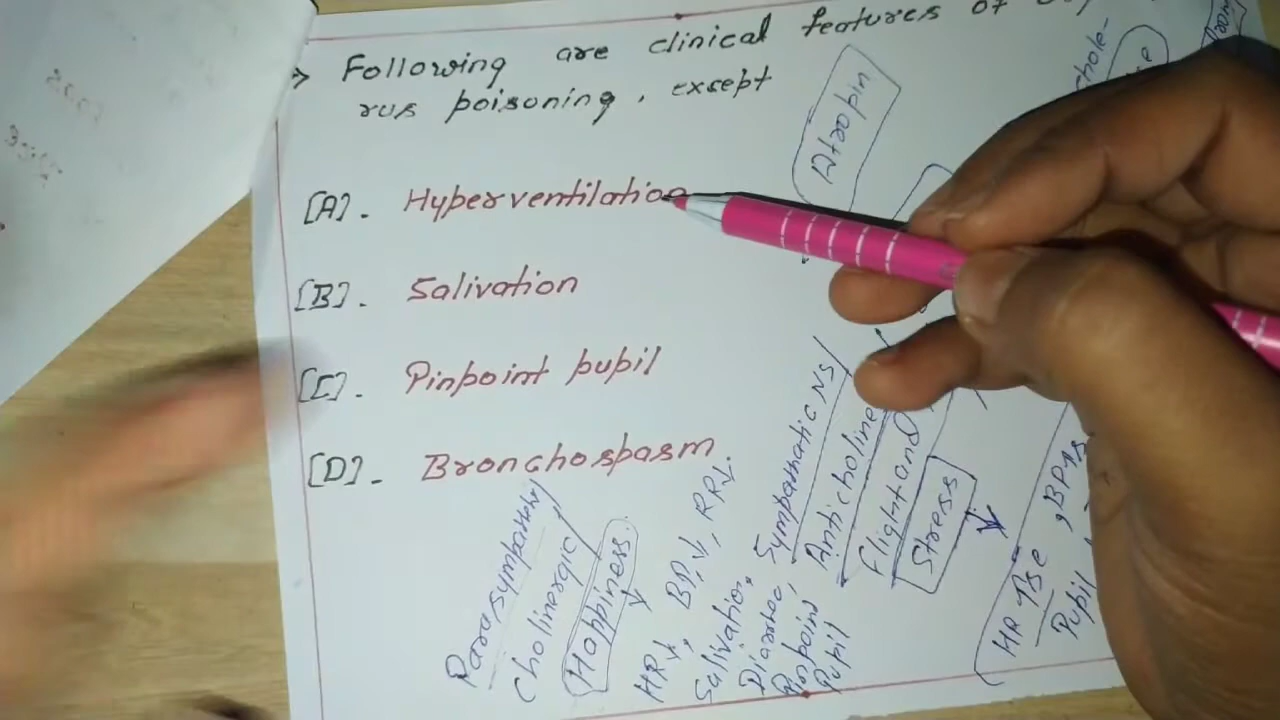 Following are clinical features of
rus poisoning, except
[A]. Hyperventilation
[B]. Salivation
[C]. Pinpoint pupil
[D]. Bronchospasm.
Atropin
Chole-
Parasympathetic
Cholinergic
Happiness
HR↓, BP↓, RR↓
Salivation,
Diarrhoea,
Pinpoint
Pupil
Sympathatic NS
Anticholine
Flight and
Stress
HR ↑se, BP↑s
Pupil